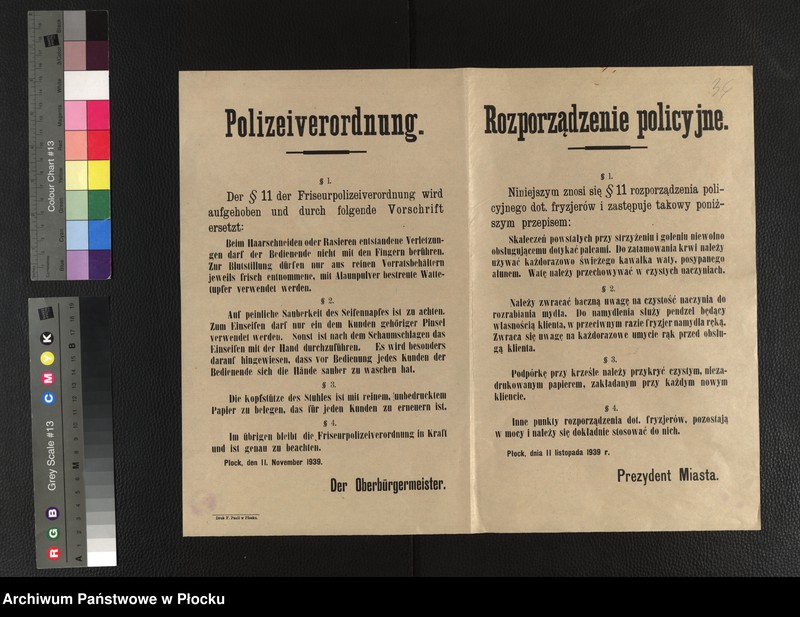 Polizeiverordnung.
§ 1.
Der § 11 der Friseurpolizeiverordnung wird
aufgehoben und durch folgende Vorschrift
ersetzt:
Beim Haarschneiden oder Rasieren entstandene Verletzun-
gen darf der Bedienende nicht mit den Fingern berühren.
Zur Blutstillung dürfen nur aus reinen Vorratsbehältern
jeweils frisch entnommene, mit Alaunpulver bestreute Watte-
tupfer verwendet werden.
§ 2.
Auf peinliche Sauberkeit des Seifennapfes ist zu achten.
Zum Einseifen darf nur ein dem Kunden gehöriger Pinsel
verwendet werden. Sonst ist nach dem Schaumschlagen das
Einseifen mit der Hand durchzuführen. Es wird besonders
darauf hingewiesen, dass vor Bedienung jedes Kunden der
Bedienende sich die Hände sauber zu waschen hat.
§ 3.
Die Kopfstütze des Stuhles ist mit reinem, unbedrucktem
Papier zu belegen, das für jeden Kunden zu erneuern ist.
§ 4.
Im übrigen bleibt die Friseurpolizeiverordnung in Kraft
und ist genau zu beachten.
Płock, den 11. November 1939.
Der Oberbürgermeister.
Rozporządzenie policyjne.
§ 1.
Niniejszym znosi się § 11 rozporządzenia poli-
cyjnego dot. fryzjerów i zastępuje takowy poniż-
szym przepisem:
Skaleczeń powstałych przy strzyżeniu i goleniu niewolno
obsługującemu dotykać palcami. Do zatamowania krwi należy
używać każdorazowo świeżego kawałka waty, posypanego
ałunem. Watę należy przechowywać w czystych naczyniach.
§ 2.
Należy zwracać baczną uwagę na czystość naczynia do
rozrabiania mydła. Do namydlenia służy pendzel będący
własnością klienta, w przeciwnym razie fryzjer namydla ręką.
Zwraca się uwagę na każdorazowe umycie rąk przed obsłu-
gą klienta.
§ 3.
Podpórkę przy krześle należy przykryć czystym, nieza-
drukowanym papierem, zakładanym przy każdym nowym
kliencie.
§ 4.
Inne punkty rozporządzenia dot. fryzjerów, pozostają
w mocy i należy się dokładnie stosować do nich.
Płock, dnia 11 listopada 1939 r.
Prezydent Miasta.
Colour Chart #13
Grey Scale #13
R G B
C M Y K
A
M
B
Archiwum Państwowe w Płocku